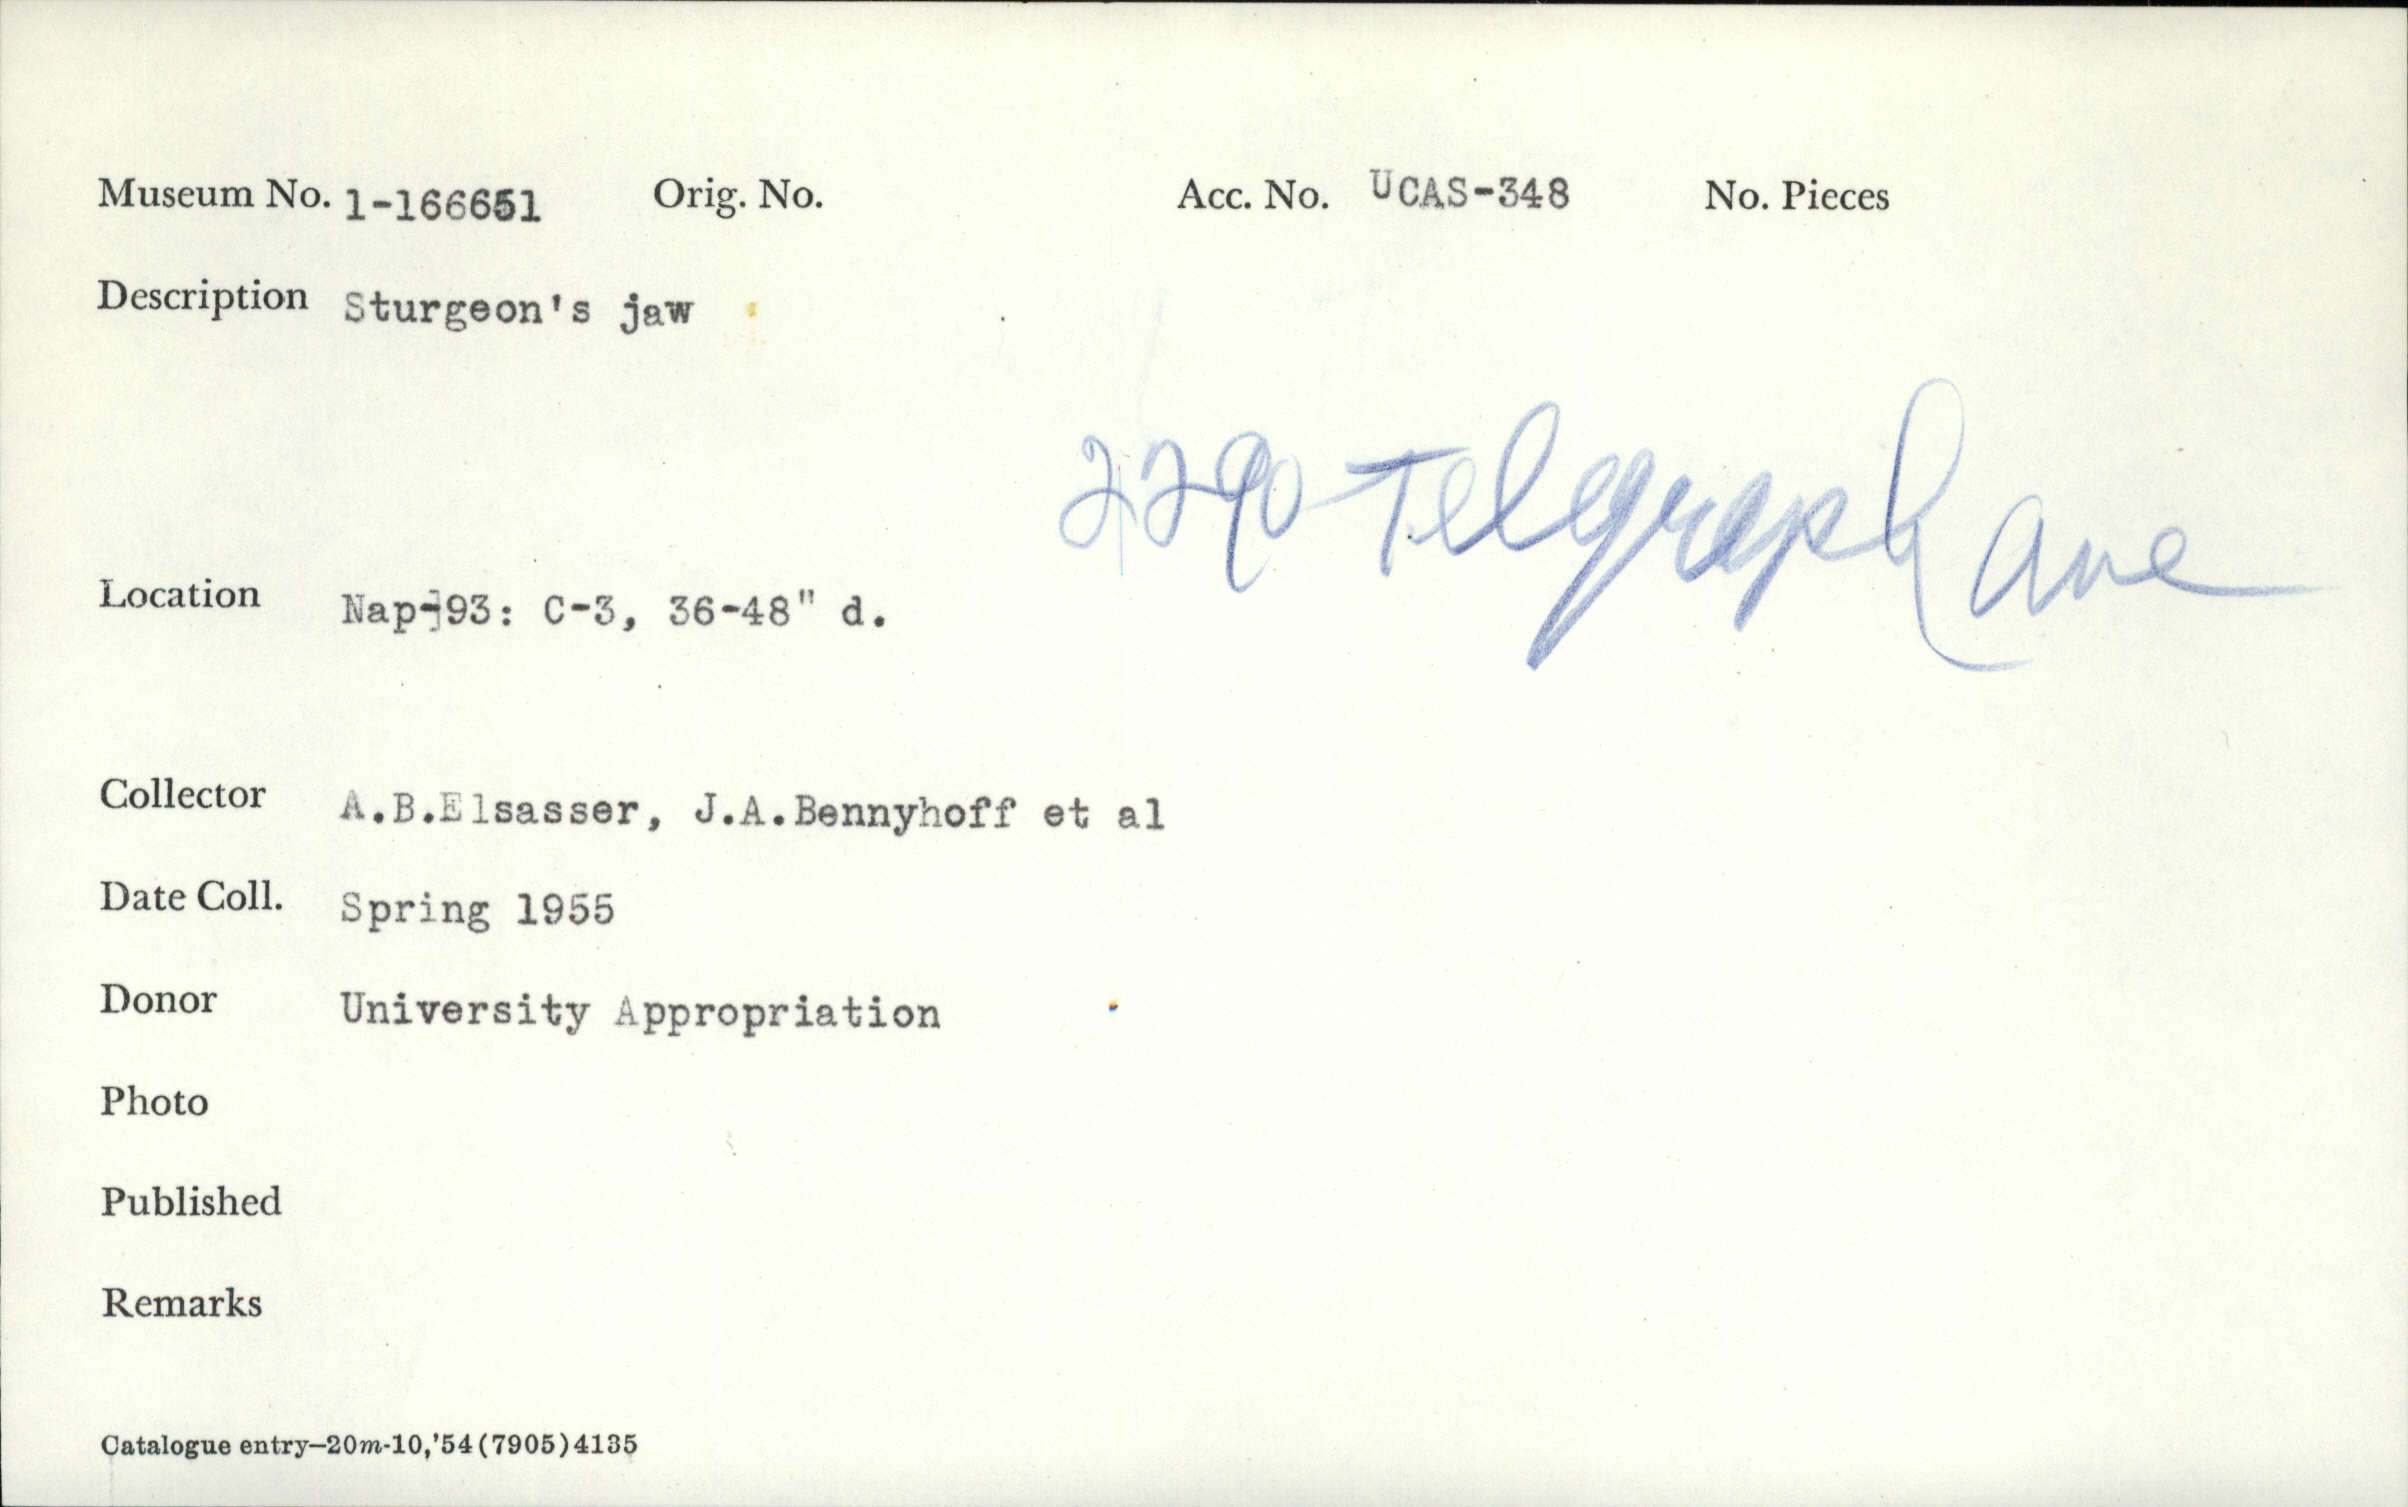 Museum No. 1-166651 Orig. No. Acc. No. UCAS-348 No. Pieces
Description Sturgeon's jaw
2290 Telegraph Ave
Location Nap-193: C-3, 36-48" d.
Collector A.B.Elsasser, J.A.Bennyhoff et al
Date Coll. Spring 1955
Donor University Appropriation
Photo
Published
Remarks
Catalogue entry—20m-10,'54(7905)4135